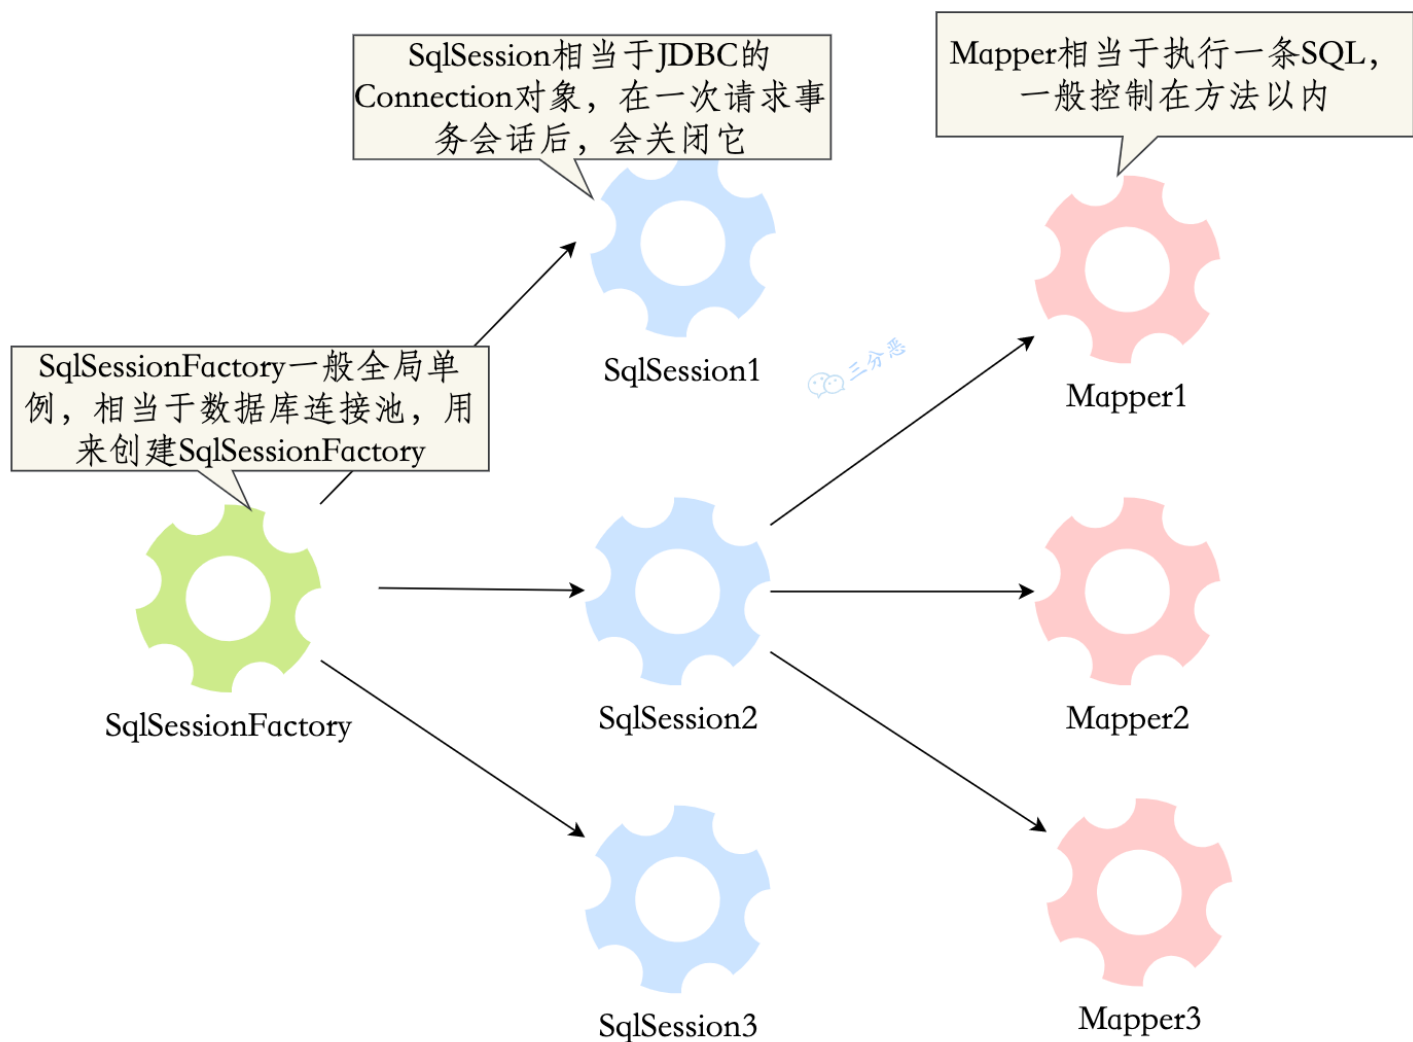 SqlSession相当于JDBC的
Connection对象，在一次请求事
务会话后，会关闭它
Mapper相当于执行一条SQL，
一般控制在方法以内
SqlSession1
三分恶
Mapper1
SqlSessionFactory一般全局单
例，相当于数据库连接池，用
来创建SqlSessionFactory
SqlSessionFactory
SqlSession2
Mapper2
SqlSession3
Mapper3